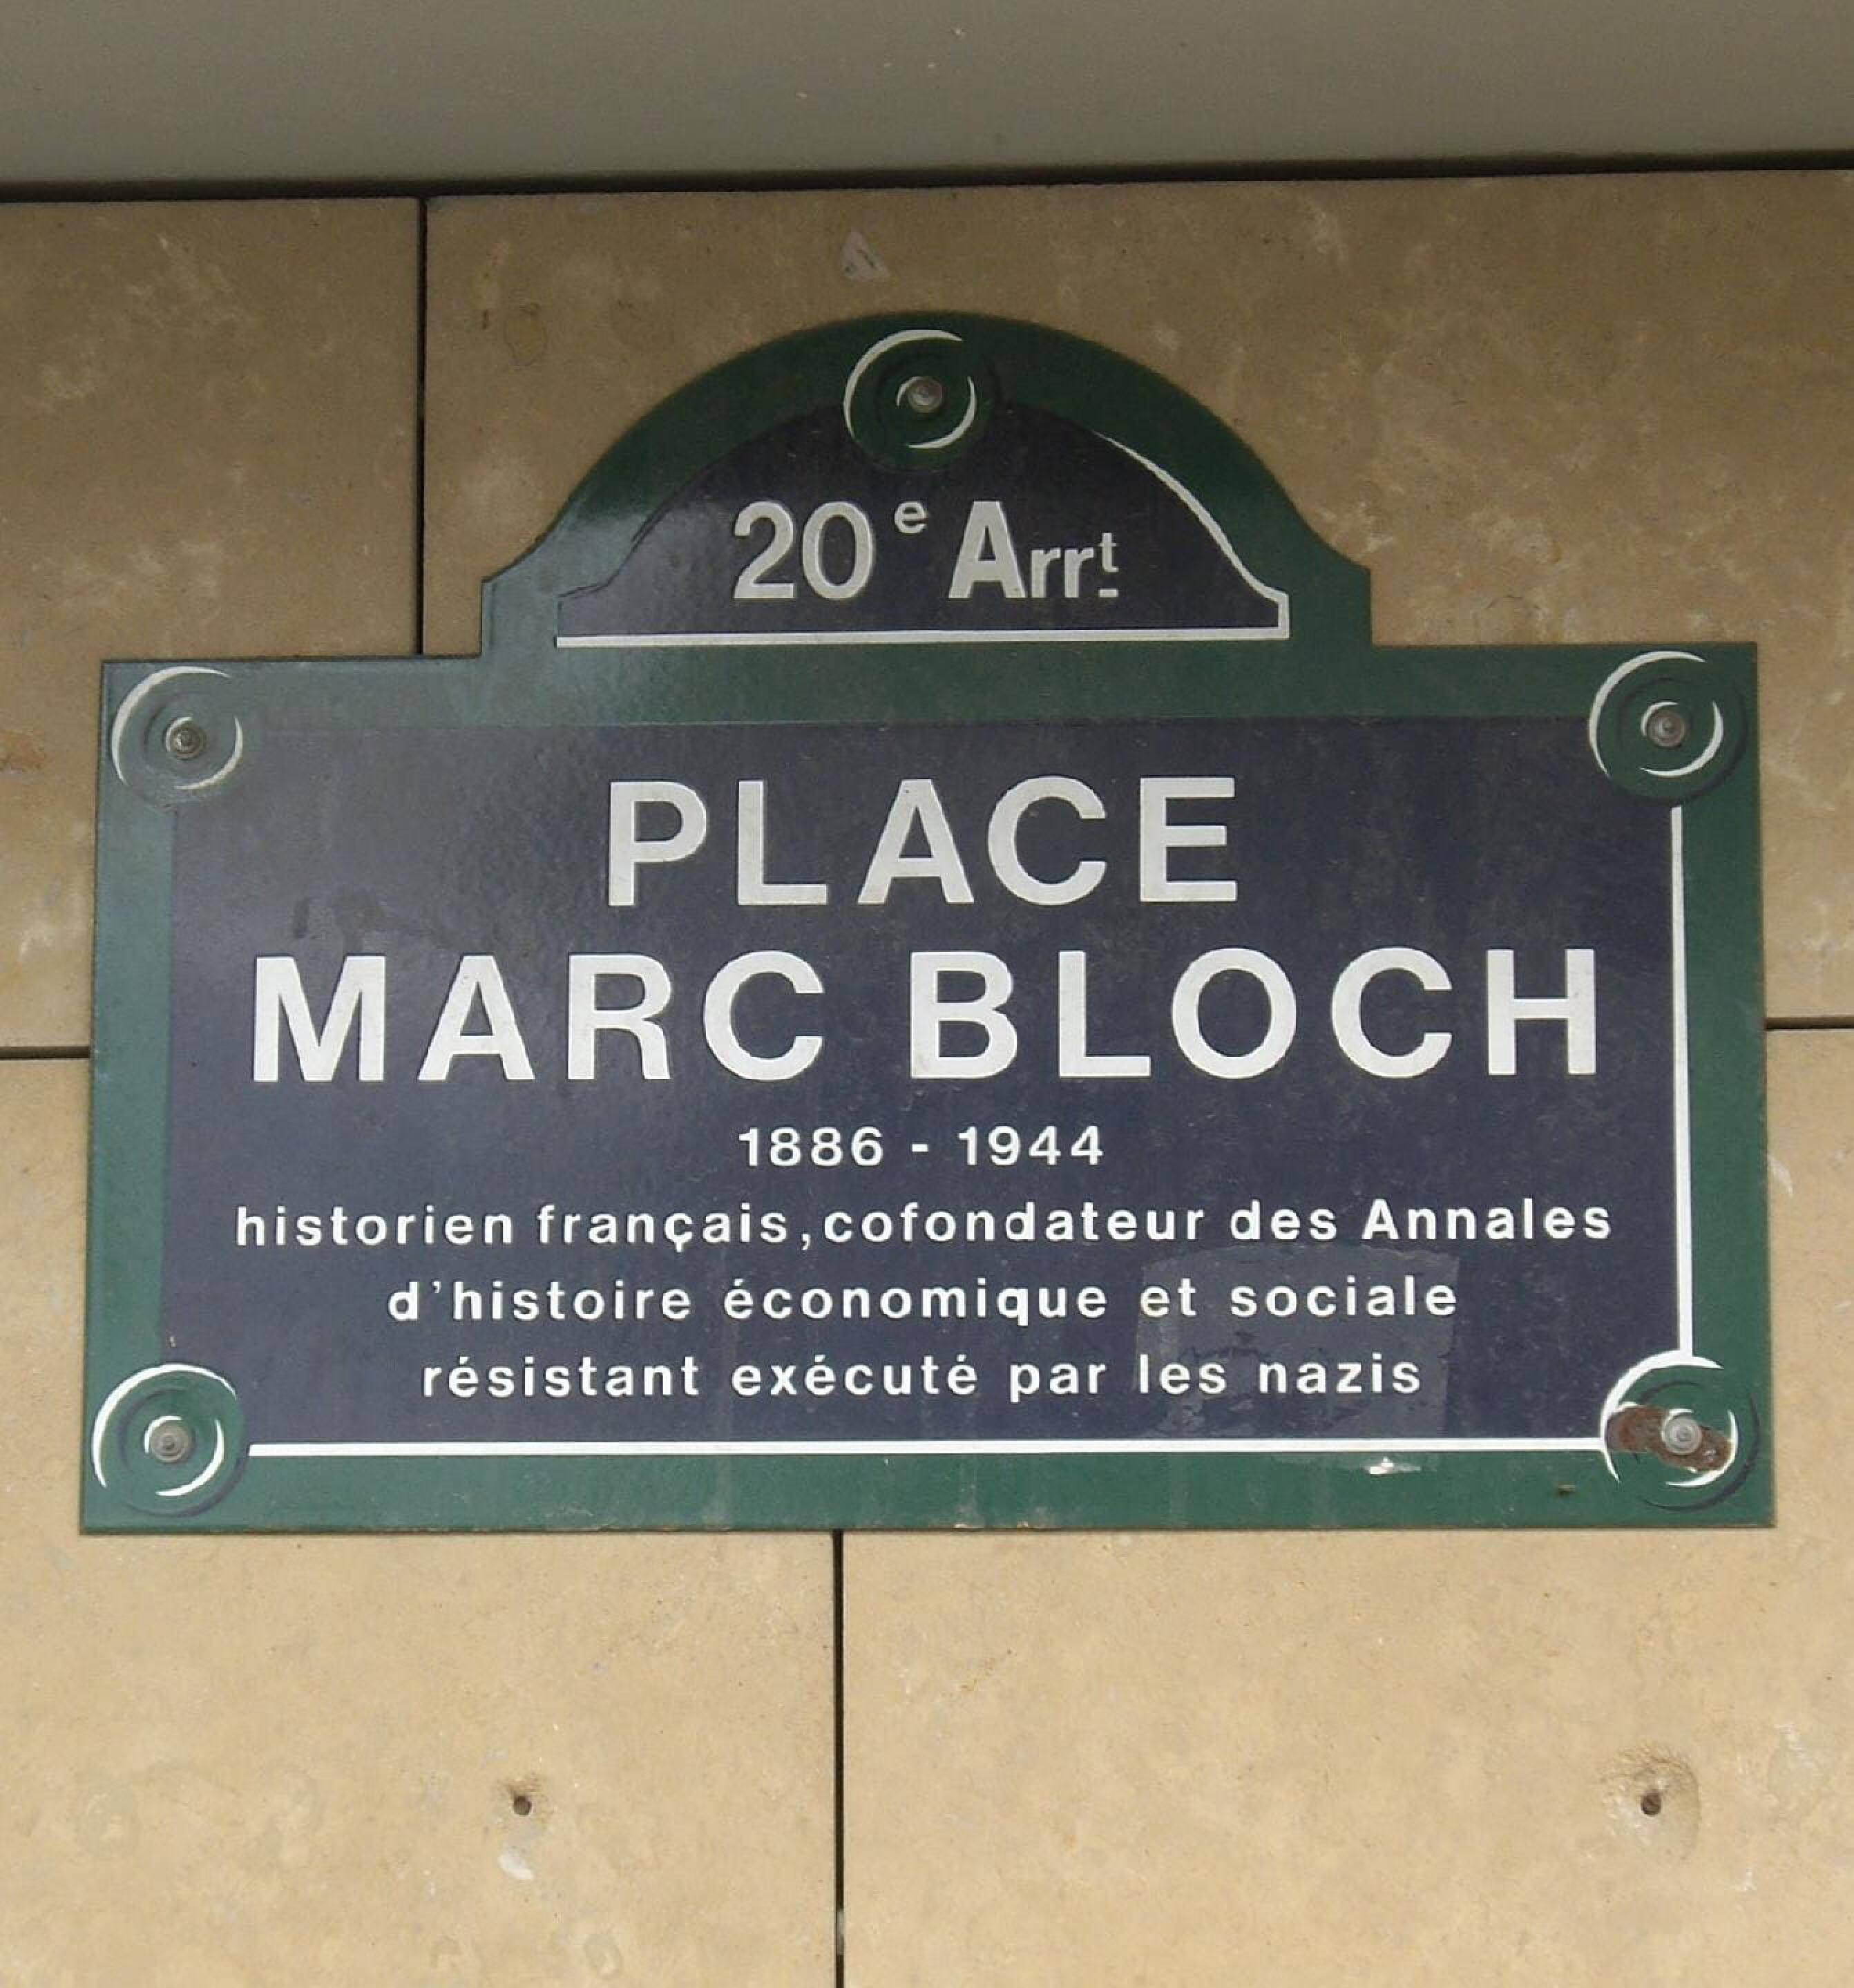 20e Arrt
PLACE
MARC BLOCH
1886 - 1944
historien français, cofondateur des Annales
d'histoire économique et sociale
résistant exécuté par les nazis